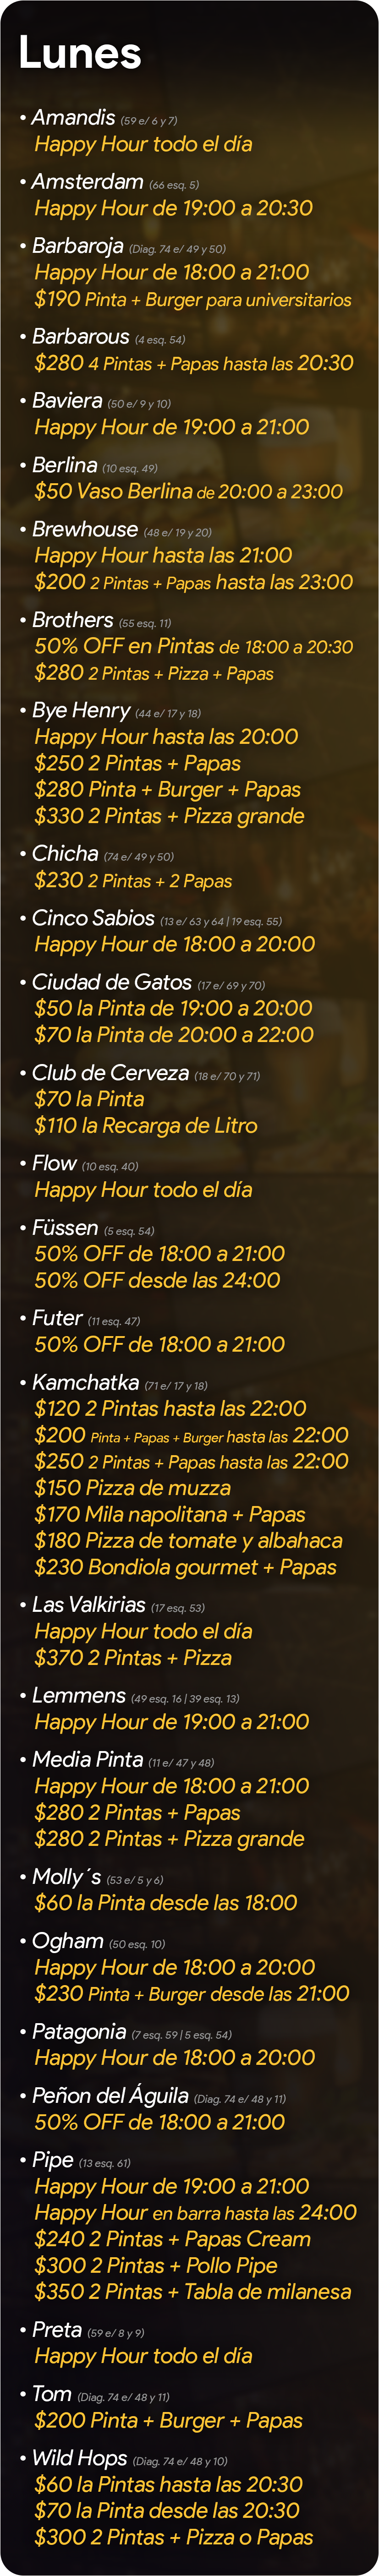 Lunes
• Amandis (59 e/ 6 y 7)
Happy Hour todo el día
• Amsterdam (66 esq. 5)
Happy Hour de 19:00 a 20:30
• Barbaroja (Diag. 74 e/ 49 y 50)
Happy Hour de 18:00 a 21:00
$190 Pinta + Burger para universitarios
• Barbarous (4 esq. 54)
$280 4 Pintas + Papas hasta las 20:30
• Baviera (50 e/ 9 y 10)
Happy Hour de 19:00 a 21:00
• Berlina (10 esq. 49)
$50 Vaso Berlina de 20:00 a 23:00
• Brewhouse (48 e/ 19 y 20)
Happy Hour hasta las 21:00
$200 2 Pintas + Papas hasta las 23:00
• Brothers (55 esq. 11)
50% OFF en Pintas de 18:00 a 20:30
$280 2 Pintas + Pizza + Papas
• Bye Henry (44 e/ 17 y 18)
Happy Hour hasta las 20:00
$250 2 Pintas + Papas
$280 Pinta + Burger + Papas
$330 2 Pintas + Pizza grande
• Chicha (74 e/ 49 y 50)
$230 2 Pintas + 2 Papas
• Cinco Sabios (13 e/ 63 y 64 | 19 esq. 55)
Happy Hour de 18:00 a 20:00
• Ciudad de Gatos (17 e/ 69 y 70)
$50 la Pinta de 19:00 a 20:00
$70 la Pinta de 20:00 a 22:00
• Club de Cerveza (18 e/ 70 y 71)
$70 la Pinta
$110 la Recarga de Litro
• Flow (10 esq. 40)
Happy Hour todo el día
• Füssen (5 esq. 54)
50% OFF de 18:00 a 21:00
50% OFF desde las 24:00
• Futer (11 esq. 47)
50% OFF de 18:00 a 21:00
• Kamchatka (71 e/ 17 y 18)
$120 2 Pintas hasta las 22:00
$200 Pinta + Papas + Burger hasta las 22:00
$250 2 Pintas + Papas hasta las 22:00
$150 Pizza de muzza
$170 Mila napolitana + Papas
$180 Pizza de tomate y albahaca
$230 Bondiola gourmet + Papas
• Las Valkirias (17 esq. 53)
Happy Hour todo el día
$370 2 Pintas + Pizza
• Lemmens (49 esq. 16 | 39 esq. 13)
Happy Hour de 19:00 a 21:00
• Media Pinta (11 e/ 47 y 48)
Happy Hour de 18:00 a 21:00
$280 2 Pintas + Papas
$280 2 Pintas + Pizza grande
• Molly´s (53 e/ 5 y 6)
$60 la Pinta desde las 18:00
• Ogham (50 esq. 10)
Happy Hour de 18:00 a 20:00
$230 Pinta + Burger desde las 21:00
• Patagonia (7 esq. 59 | 5 esq. 54)
Happy Hour de 18:00 a 20:00
• Peñon del Águila (Diag. 74 e/ 48 y 11)
50% OFF de 18:00 a 21:00
• Pipe (13 esq. 61)
Happy Hour de 19:00 a 21:00
Happy Hour en barra hasta las 24:00
$240 2 Pintas + Papas Cream
$300 2 Pintas + Pollo Pipe
$350 2 Pintas + Tabla de milanesa
• Preta (59 e/ 8 y 9)
Happy Hour todo el día
• Tom (Diag. 74 e/ 48 y 11)
$200 Pinta + Burger + Papas
• Wild Hops (Diag. 74 e/ 48 y 10)
$60 la Pintas hasta las 20:30
$70 la Pinta desde las 20:30
$300 2 Pintas + Pizza o Papas